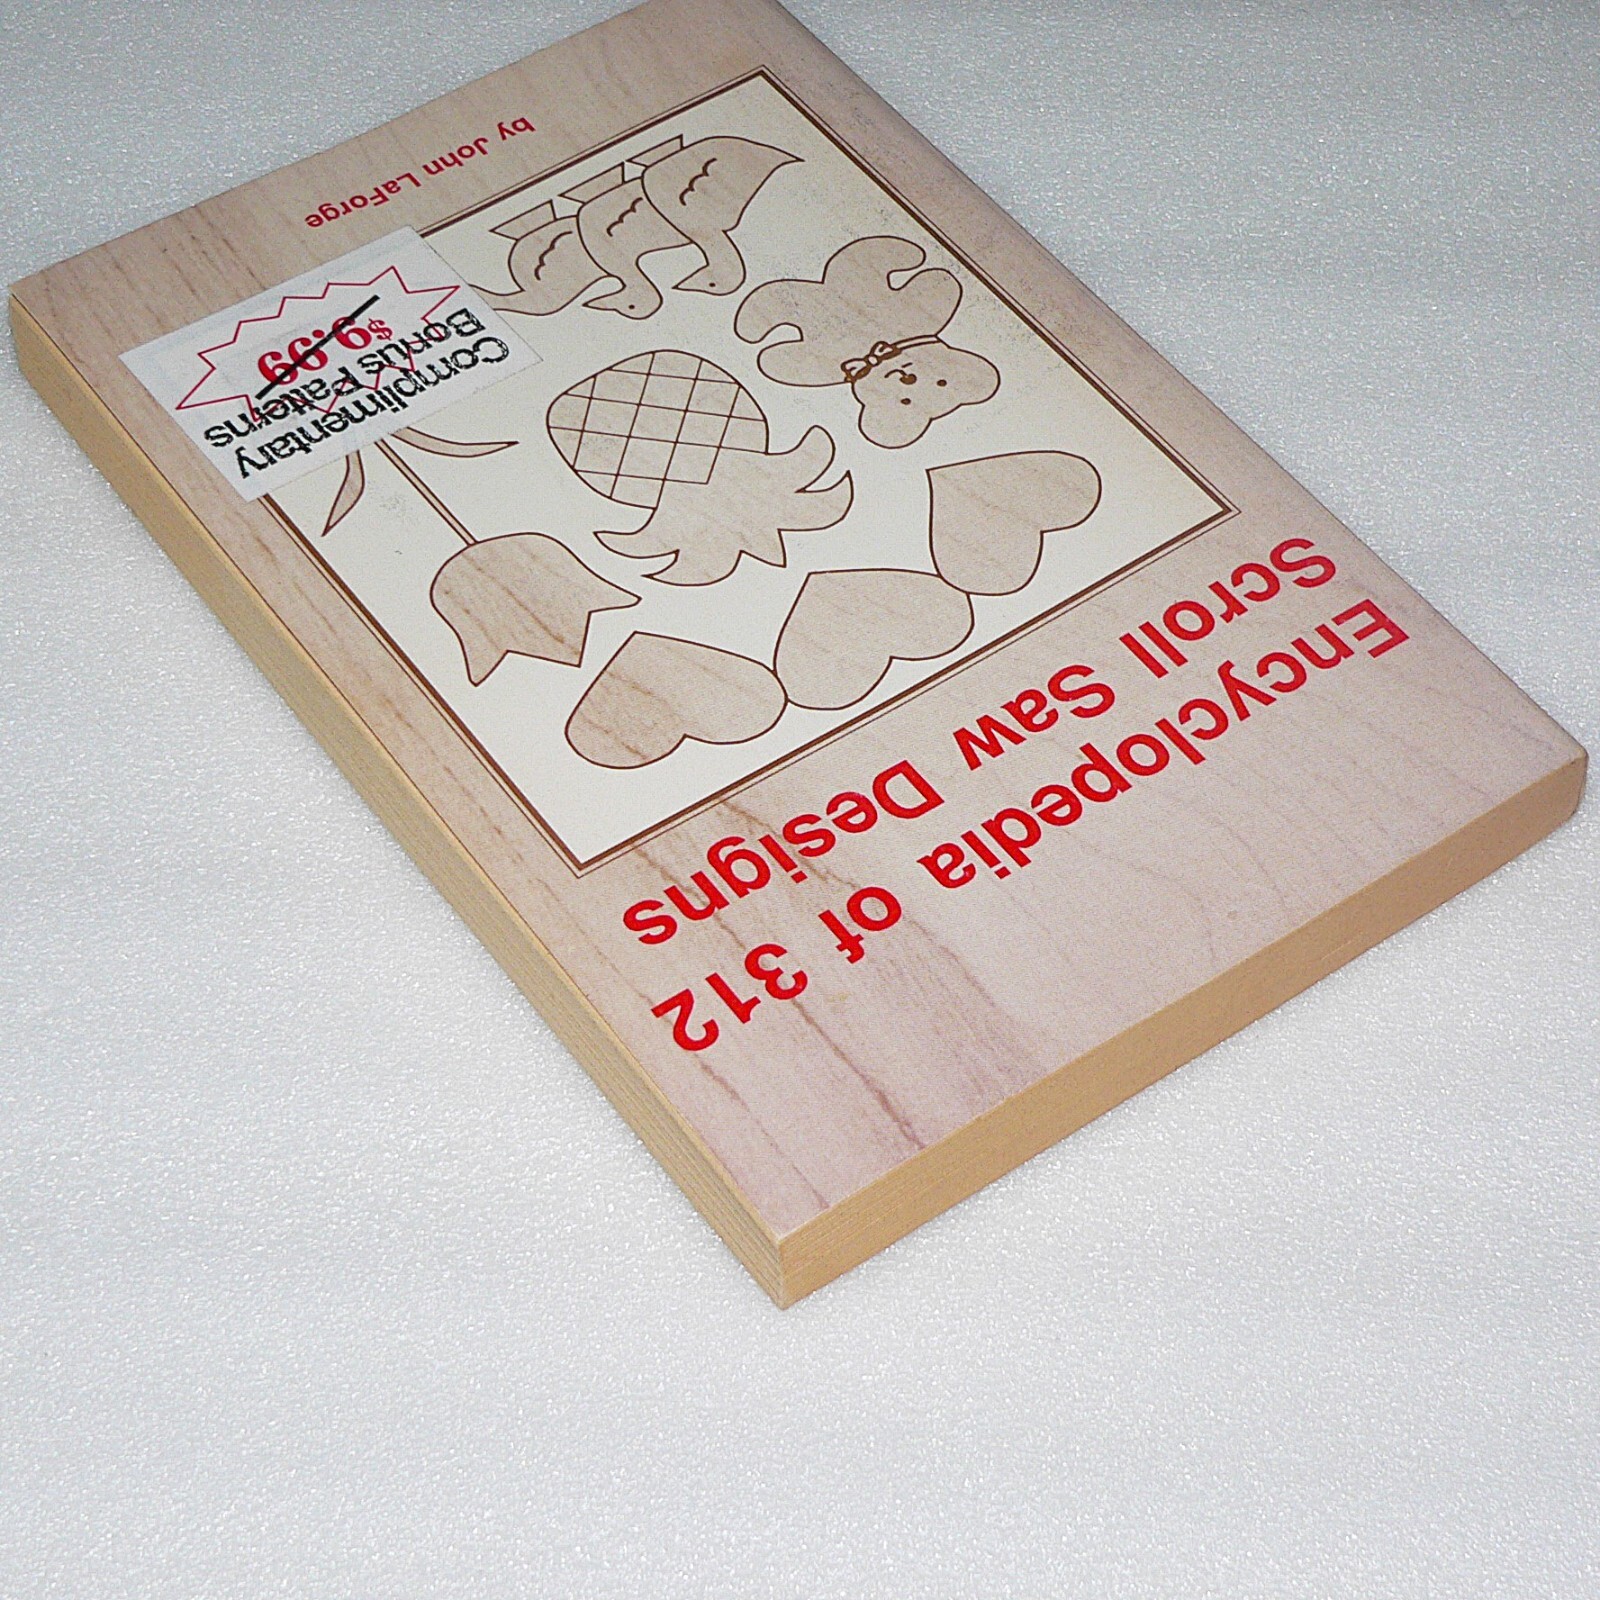 Encyclopedia of 312
Scroll Saw Designs
Complimentary
Bonus Patterns
$9.99
by John LaForge